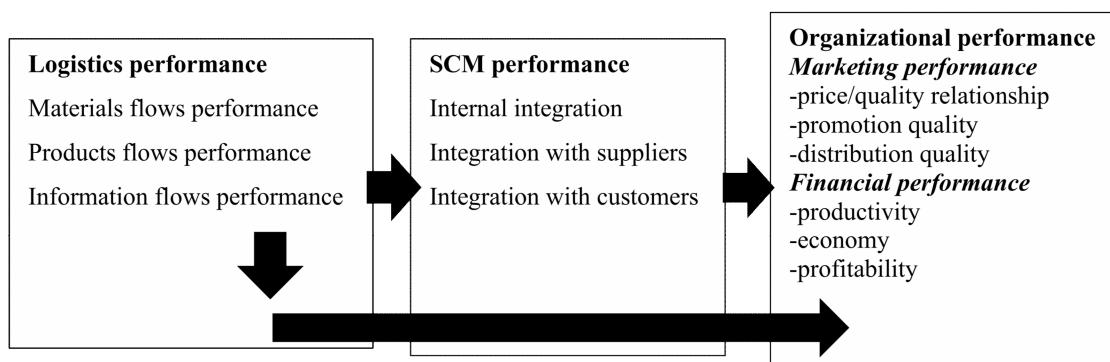 Logistics performance
Materials flows performance
Products flows performance
Information flows performance
SCM performance
Internal integration
Integration with suppliers
Integration with customers
Organizational performance
Marketing performance
-price/quality relationship
-promotion quality
-distribution quality
Financial performance
-productivity
-economy
-profitability